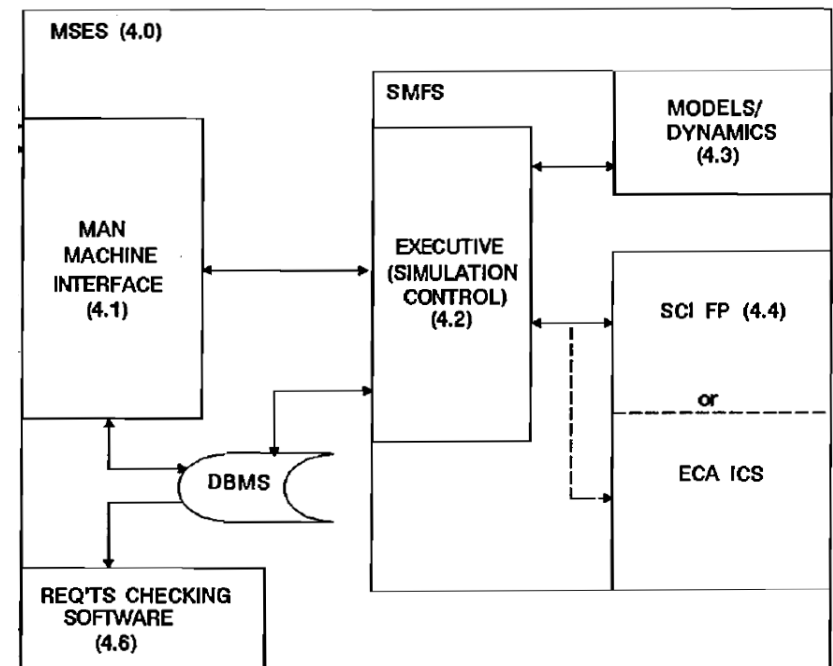 MSES (4.0)
SMFS
MODELS/
DYNAMICS
(4.3)
MAN
MACHINE
INTERFACE
(4.1)
EXECUTIVE
(SIMULATION
CONTROL)
(4.2)
SCI FP (4.4)
or
ECA ICS
DBMS
REQ'TS CHECKING
SOFTWARE
(4.6)